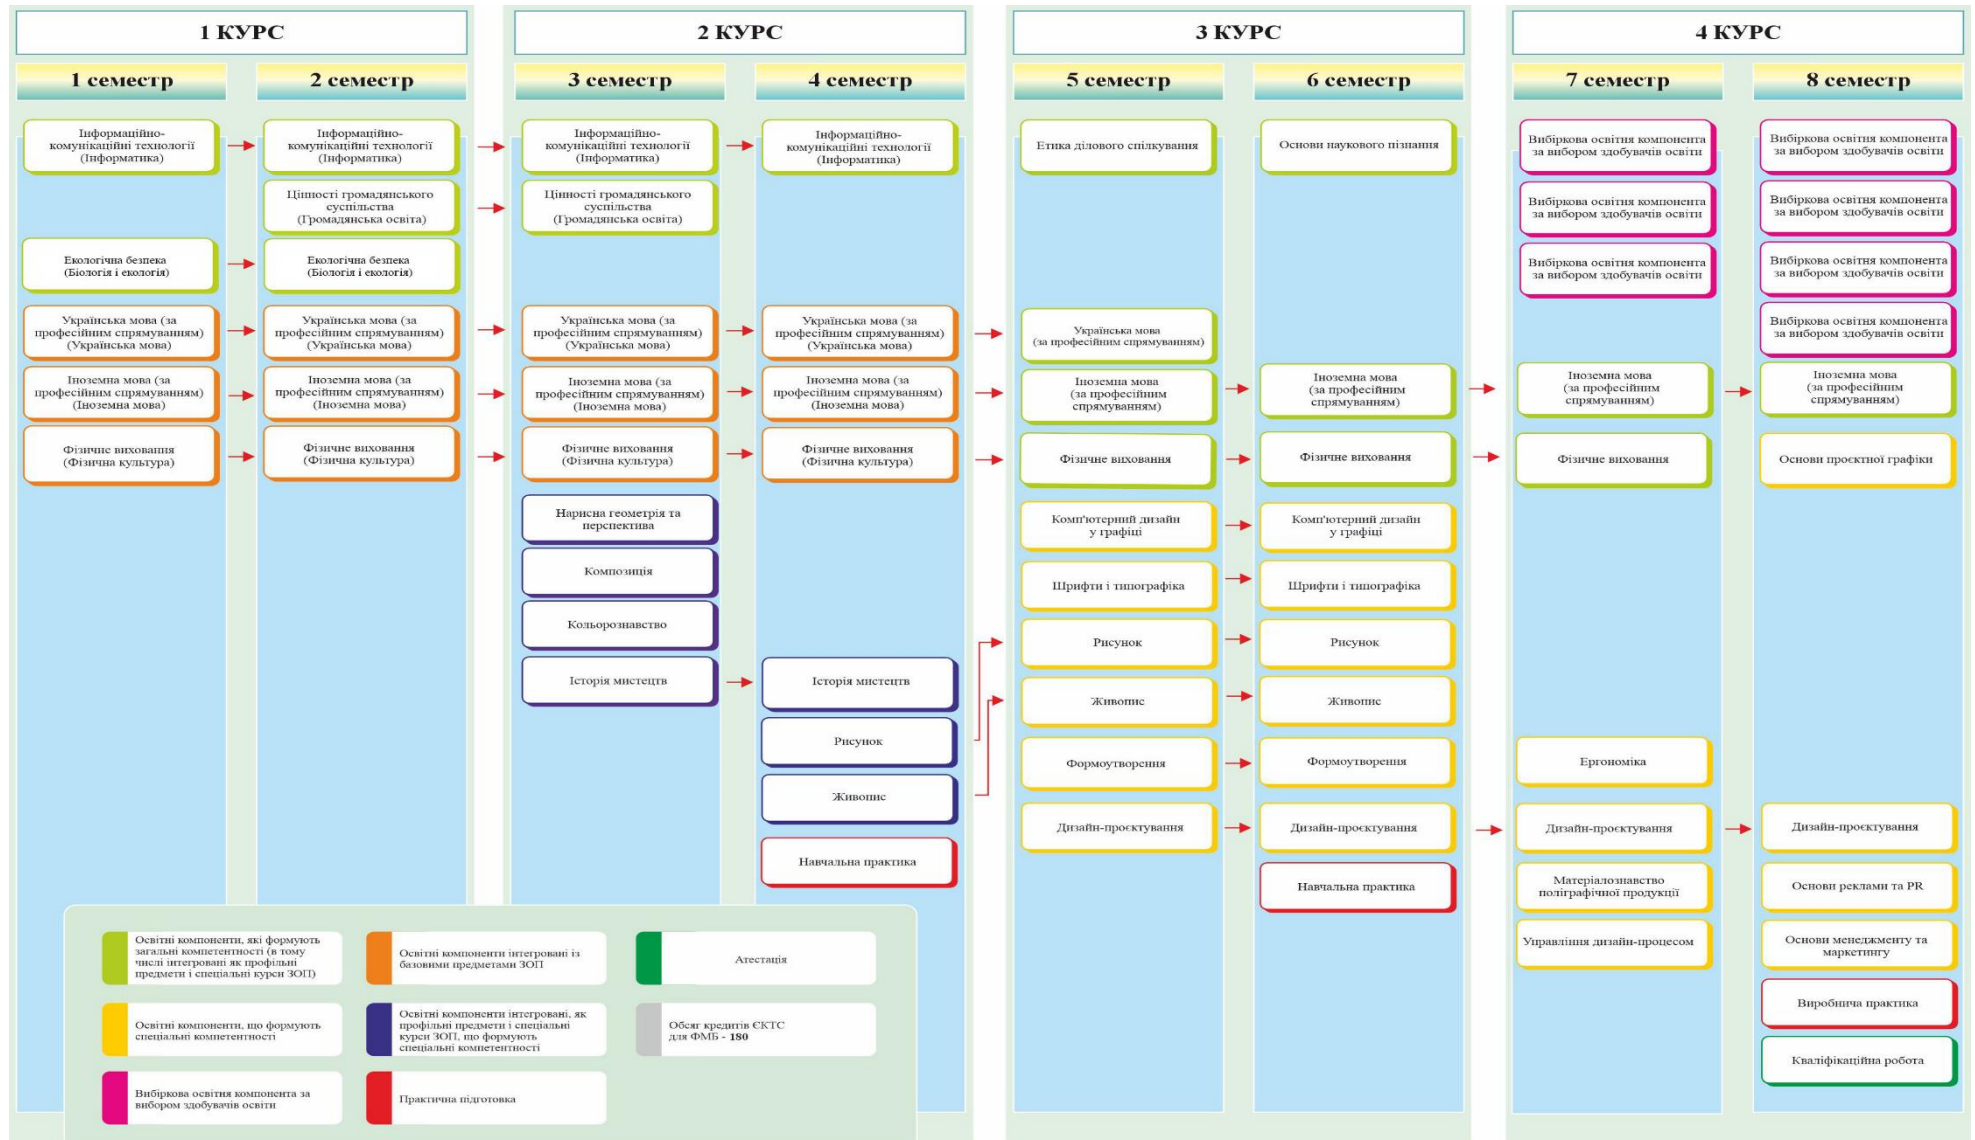 1 КУРС
2 КУРС
3 КУРС
4 КУРС
1 семестр
2 семестр
3 семестр
4 семестр
5 семестр
6 семестр
7 семестр
8 семестр
Інформаційно-
комунікаційні технології
(Інформатика)
Екологічна безпека
(Біологія і екологія)
Українська мова (за
професійним спрямуванням)
(Українська мова)
Іноземна мова (за
професійним спрямуванням)
(Іноземна мова)
Фізичне виховання
(Фізична культура)
Інформаційно-
комунікаційні технології
(Інформатика)
Цінності громадянського
суспільства
(Громадянська освіта)
Екологічна безпека
(Біологія і екологія)
Українська мова (за
професійним спрямуванням)
(Українська мова)
Іноземна мова (за
професійним спрямуванням)
(Іноземна мова)
Фізичне виховання
(Фізична культура)
Інформаційно-
комунікаційні технології
(Інформатика)
Цінності громадянського
суспільства
(Громадянська освіта)
Українська мова (за
професійним спрямуванням)
(Українська мова)
Іноземна мова (за
професійним спрямуванням)
(Іноземна мова)
Фізичне виховання
(Фізична культура)
Нарисна геометрія та
перспектива
Композиція
Кольорознавство
Історія мистецтв
Інформаційно-
комунікаційні технології
(Інформатика)
Українська мова (за
професійним спрямуванням)
(Українська мова)
Іноземна мова (за
професійним спрямуванням)
(Іноземна мова)
Фізичне виховання
(Фізична культура)
Історія мистецтв
Рисунок
Живопис
Навчальна практика
Етика ділового спілкування
Українська мова
(за професійним спрямуванням)
Іноземна мова
(за професійним
спрямуванням)
Фізичне виховання
Комп'ютерний дизайн
у графіці
Шрифти і типографіка
Рисунок
Живопис
Формоутворення
Дизайн-проєктування
Основи наукового пізнання
Іноземна мова
(за професійним
спрямуванням)
Фізичне виховання
Комп'ютерний дизайн
у графіці
Шрифти і типографіка
Рисунок
Живопис
Формоутворення
Дизайн-проєктування
Навчальна практика
Вибіркова освітня компонента
за вибором здобувачів освіти
Вибіркова освітня компонента
за вибором здобувачів освіти
Вибіркова освітня компонента
за вибором здобувачів освіти
Іноземна мова
(за професійним
спрямуванням)
Фізичне виховання
Ергономіка
Дизайн-проєктування
Матеріалознавство
поліграфічної продукції
Управління дизайн-процесом
Вибіркова освітня компонента
за вибором здобувачів освіти
Вибіркова освітня компонента
за вибором здобувачів освіти
Вибіркова освітня компонента
за вибором здобувачів освіти
Вибіркова освітня компонента
за вибором здобувачів освіти
Іноземна мова
(за професійним
спрямуванням)
Основи проєктної графіки
Дизайн-проєктування
Основи реклами та PR
Основи менеджменту та
маркетингу
Виробнича практика
Кваліфікаційна робота
Освітні компоненти, які формують
загальні компетентності (в тому
числі інтегровані як профільні
предмети і спеціальні курси ЗОП)
Освітні компоненти, що формують
спеціальні компетентності
Вибіркова освітня компонента за
вибором здобувачів освіти
Освітні компоненти інтегровані із
базовими предметами ЗОП
Освітні компоненти інтегровані, як
профільні предмети і спеціальні
курси ЗОП, що формують
спеціальні компетентності
Практична підготовка
Атестація
Обсяг кредитів ЄКТС
для ФМБ - 180